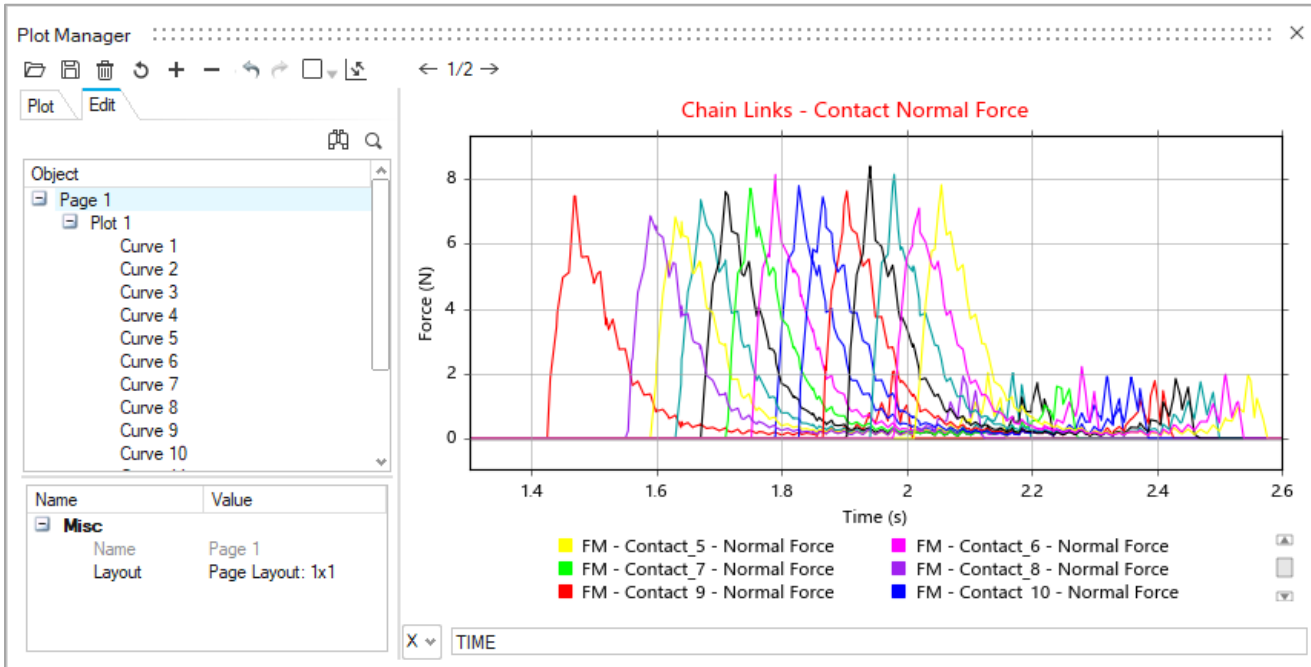 Plot Manager
← 1/2 →
Plot Edit
Object
Page 1
Plot 1
Curve 1
Curve 2
Curve 3
Curve 4
Curve 5
Curve 6
Curve 7
Curve 8
Curve 9
Curve 10
Name Value
Misc
Name Page 1
Layout Page Layout: 1x1
Chain Links - Contact Normal Force
Force (N)
8
6
4
2
0
1.4 1.6 1.8 2 2.2 2.4 2.6
Time (s)
FM - Contact_5 - Normal Force FM - Contact_6 - Normal Force
FM - Contact_7 - Normal Force FM - Contact_8 - Normal Force
FM - Contact 9 - Normal Force FM - Contact 10 - Normal Force
X TIME